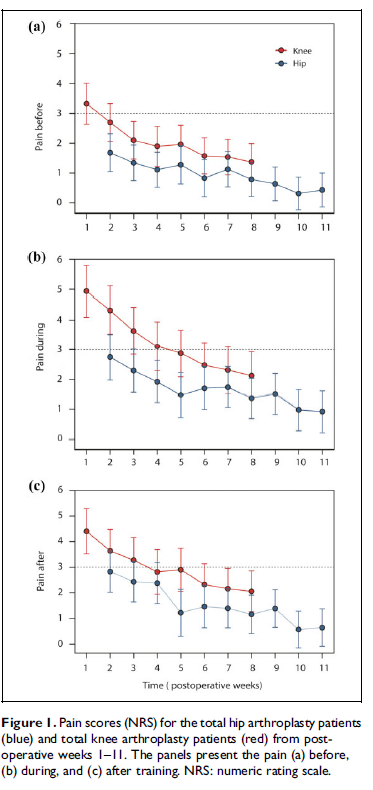 (a)
6
5
4
3
2
1
0
Pain before
Knee
Hip
1 2 3 4 5 6 7 8 9 10 11
(b)
6
5
4
3
2
1
0
Pain during
1 2 3 4 5 6 7 8 9 10 11
(c)
6
5
4
3
2
1
0
Pain after
1 2 3 4 5 6 7 8 9 10 11
Time ( postoperative weeks)
Figure 1. Pain scores (NRS) for the total hip arthroplasty patients
(blue) and total knee arthroplasty patients (red) from post-
operative weeks 1–11. The panels present the pain (a) before,
(b) during, and (c) after training. NRS: numeric rating scale.